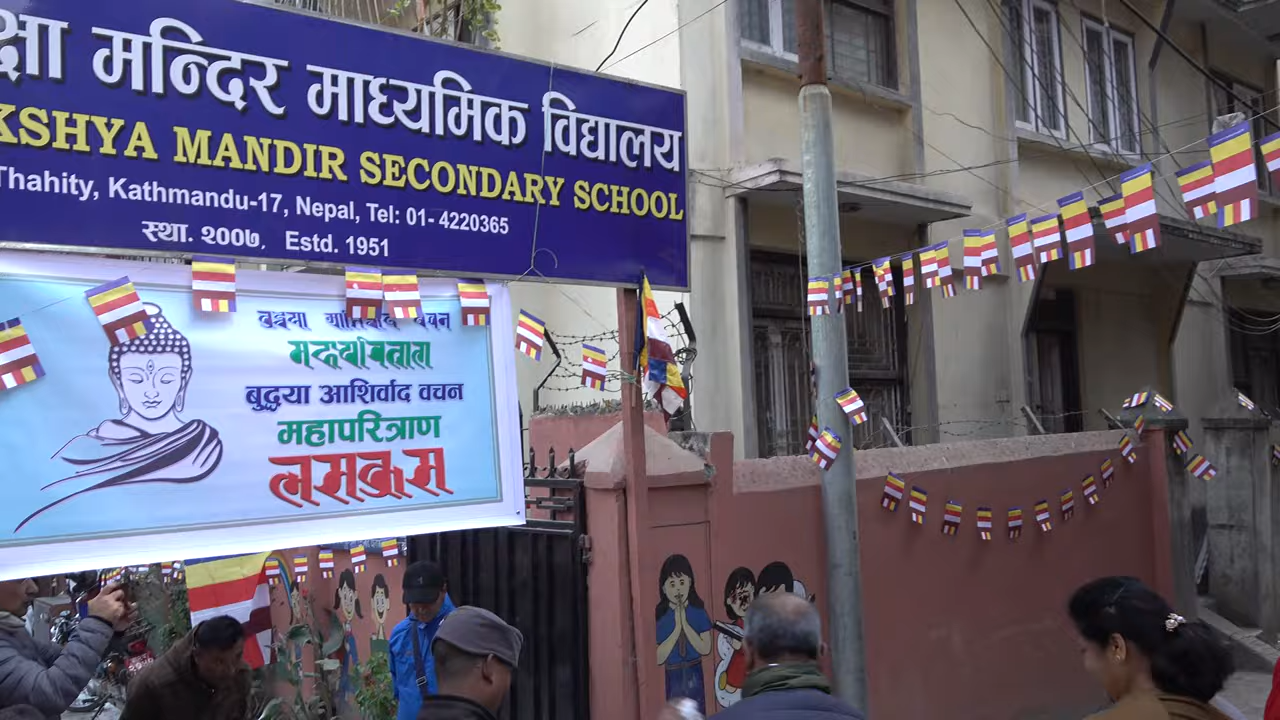 क्षा मन्दिर माध्यमिक विद्यालय
KSHYA MANDIR SECONDARY SCHOOL
Thahity, Kathmandu-17, Nepal, Tel: 01- 4220365
स्था. २००७. Estd. 1951
बुद्धया आशिर्वाद वचन
महापरित्राण